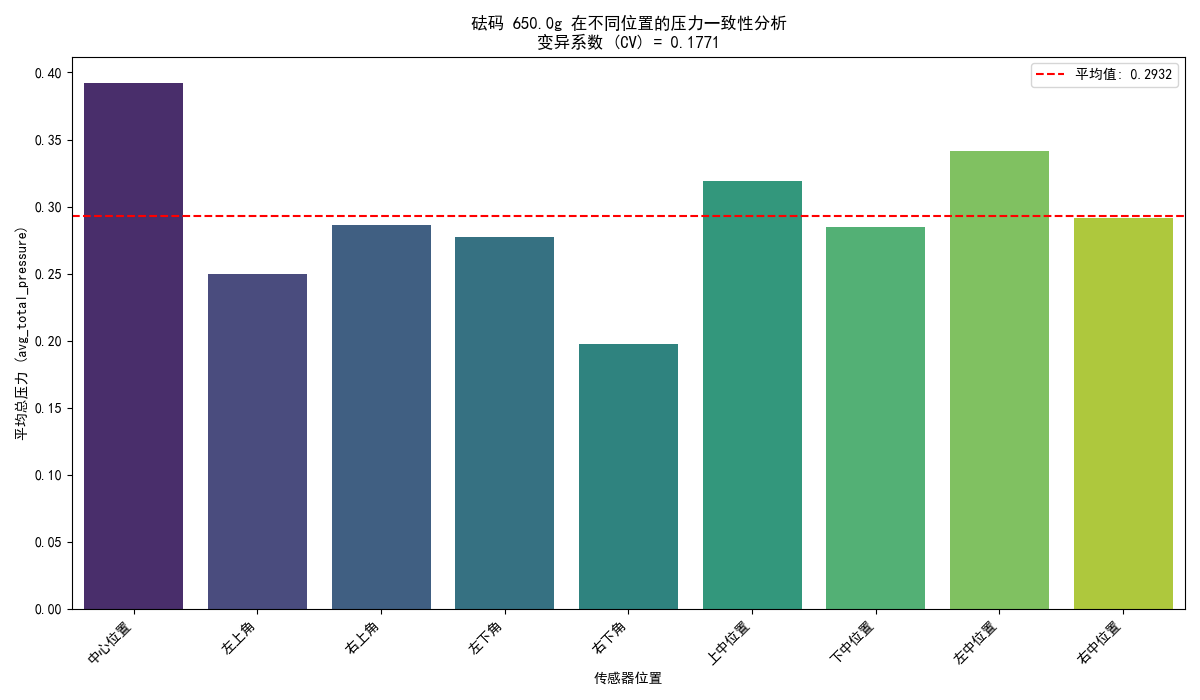 砝码 650.0g 在不同位置的压力一致性分析
变异系数 (CV) = 0.1771
平均值: 0.2932
平均总压力 (avg_total_pressure)
0.40
0.35
0.30
0.25
0.20
0.15
0.10
0.05
0.00
中心位置
左上角
右上角
左下角
右下角
上中位置
下中位置
左中位置
右中位置
传感器位置